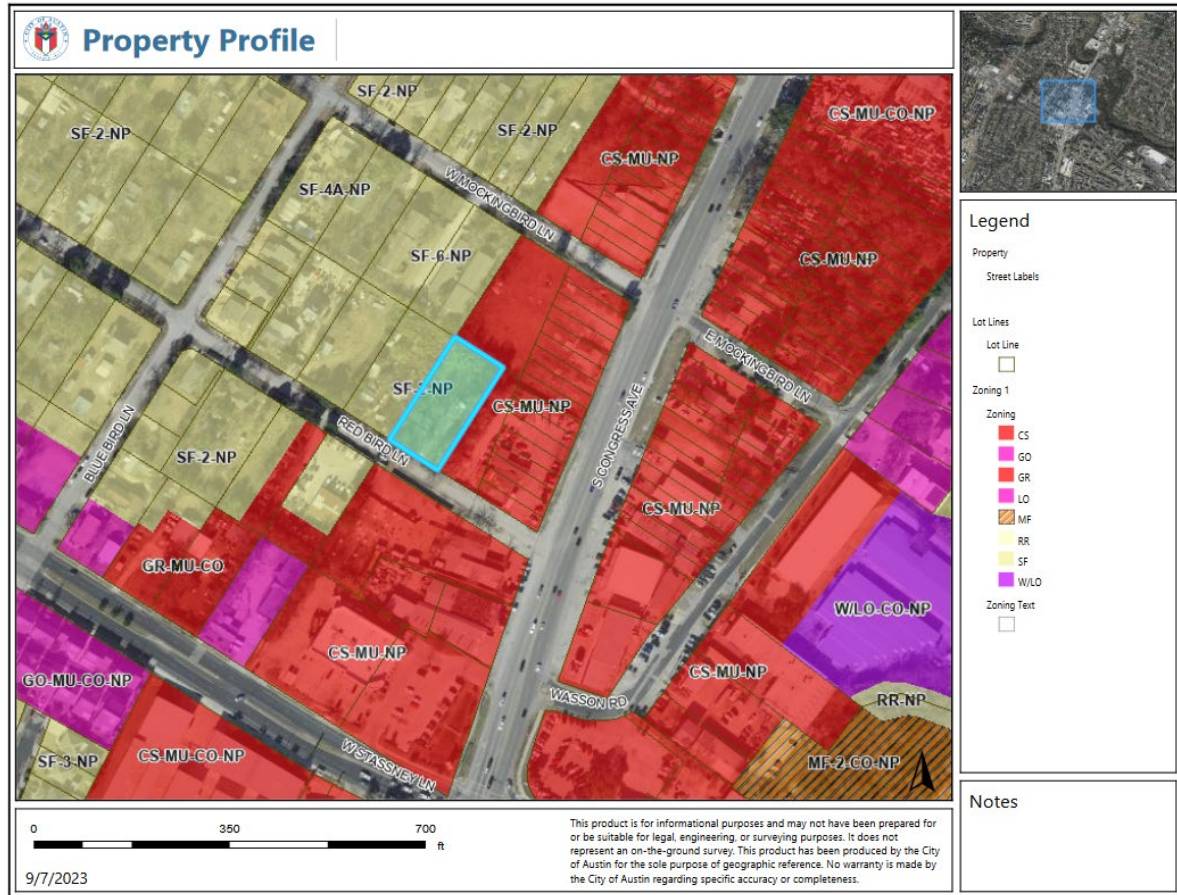 Property Profile
SF-2-NP
SF-2-NP
SF-2-NP
CS-MU-CO-NP
CS-MU-NP
SF-4A-NP
W MOCKINGBIRD LN
SF-6-NP
CS-MU-NP
E MOCKINGBIRD LN
S CONGRESS AVE
CS-MU-NP
RED BIRD LN
BLUE BIRD LN
SF-2-NP
CS-MU-NP
GR-MU-CO
W/LO-CO-NP
CS-MU-NP
CS-MU-NP
GO-MU-CO-NP
WASSON RD
RR-NP
CS-MU-CO-NP
SF-3-NP
W STASSNEY LN
MF-2-CO-NP
Legend
Property
Street Labels
Lot Lines
Lot Line
Zoning 1
Zoning
CS
GO
GR
LO
MF
RR
SF
W/LO
Zoning Text
Notes
0 350 700
ft
9/7/2023
This product is for informational purposes and may not have been prepared for
or be suitable for legal, engineering, or surveying purposes. It does not
represent an on-the-ground survey. This product has been produced by the City
of Austin for the sole purpose of geographic reference. No warranty is made by
the City of Austin regarding specific accuracy or completeness.